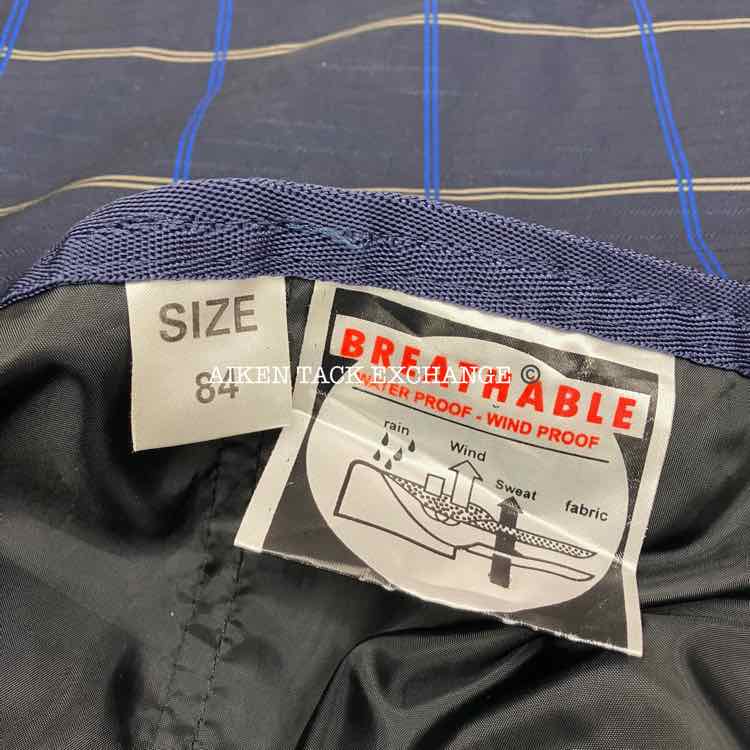 SIZE
84
BREATHABLE
WATER PROOF - WIND PROOF
rain
Wind
Sweat
fabric
AIKEN TACK EXCHANGE ©